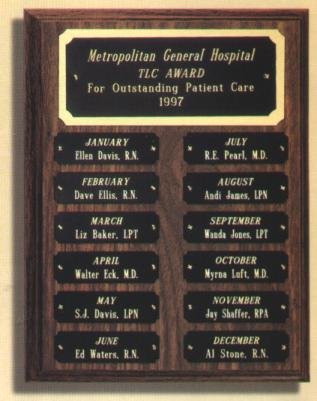 Metropolitan General Hospital
TLC AWARD
For Outstanding Patient Care
1997
JANUARY
Ellen Davis, R.N.
FEBRUARY
Dave Ellis, R.N.
MARCH
Liz Baker, LPT
APRIL
Walter Eck, M.D.
MAY
S.J. Davis, LPN
JUNE
Ed Waters, R.N.
JULY
R.E. Pearl, M.D.
AUGUST
Andi James, LPN
SEPTEMBER
Wanda Jones, LPT
OCTOBER
Myrna Luft, M.D.
NOVEMBER
Jay Shaffer, RPA
DECEMBER
Al Stone, R.N.